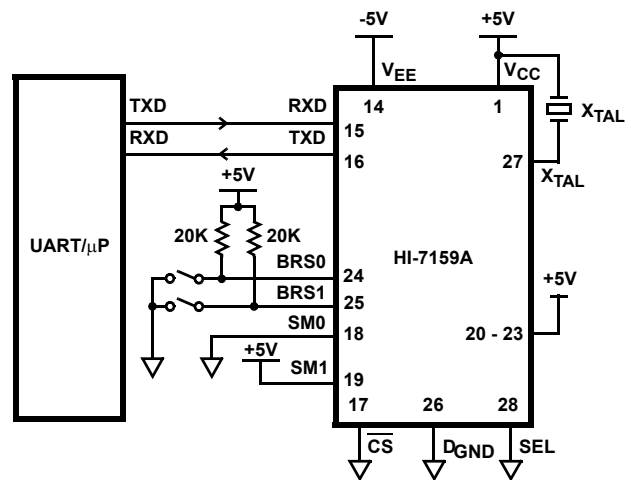 -5V +5V
VEE VCC
14 1
TXD RXD
15
RXD TXD
16
XTAL
27
XTAL
+5V
20K 20K
UART/μP
HI-7159A
BRS0
24
BRS1
25
+5V
SM0
18
20 - 23
+5V
SM1
19
17 26 28
CS DGND SEL